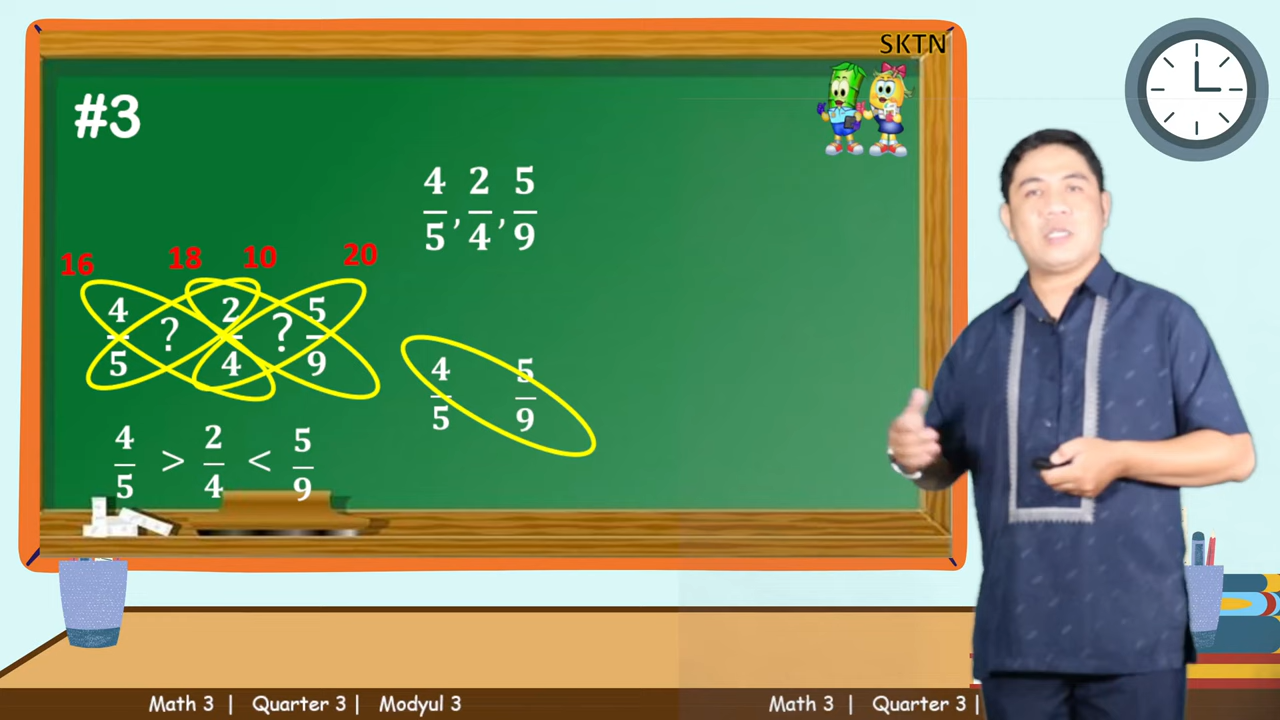 SKTN
#3
4/5, 2/4, 5/9
16 18 10 20
4/5 ? 2/4 ? 5/9
4/5 5/9
4/5 > 2/4 < 5/9
Math 3 | Quarter 3 | Modyul 3
Math 3 | Quarter 3 |